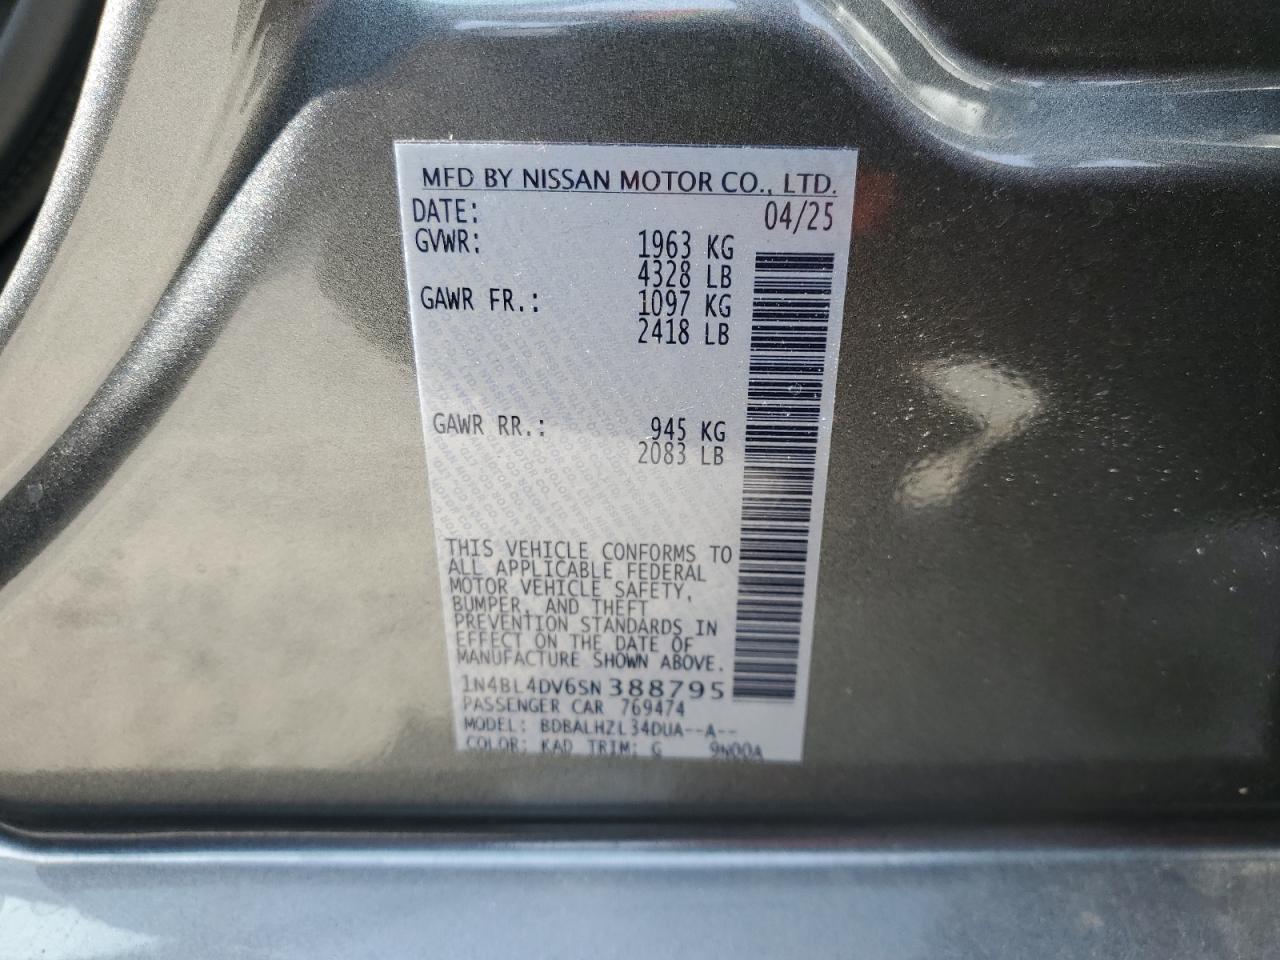 MFD BY NISSAN MOTOR CO., LTD.
DATE: 04/25
GVWR: 1963 KG
4328 LB
GAWR FR.: 1097 KG
2418 LB
GAWR RR.: 945 KG
2083 LB
THIS VEHICLE CONFORMS TO
ALL APPLICABLE FEDERAL
MOTOR VEHICLE SAFETY,
BUMPER, AND THEFT
PREVENTION STANDARDS IN
EFFECT ON THE DATE OF
MANUFACTURE SHOWN ABOVE.
1N4BL4DV6SN388795
PASSENGER CAR 769474
MODEL: BDBALHZL34DUA--A--
COLOR: KAD TRIM: G 9N00A